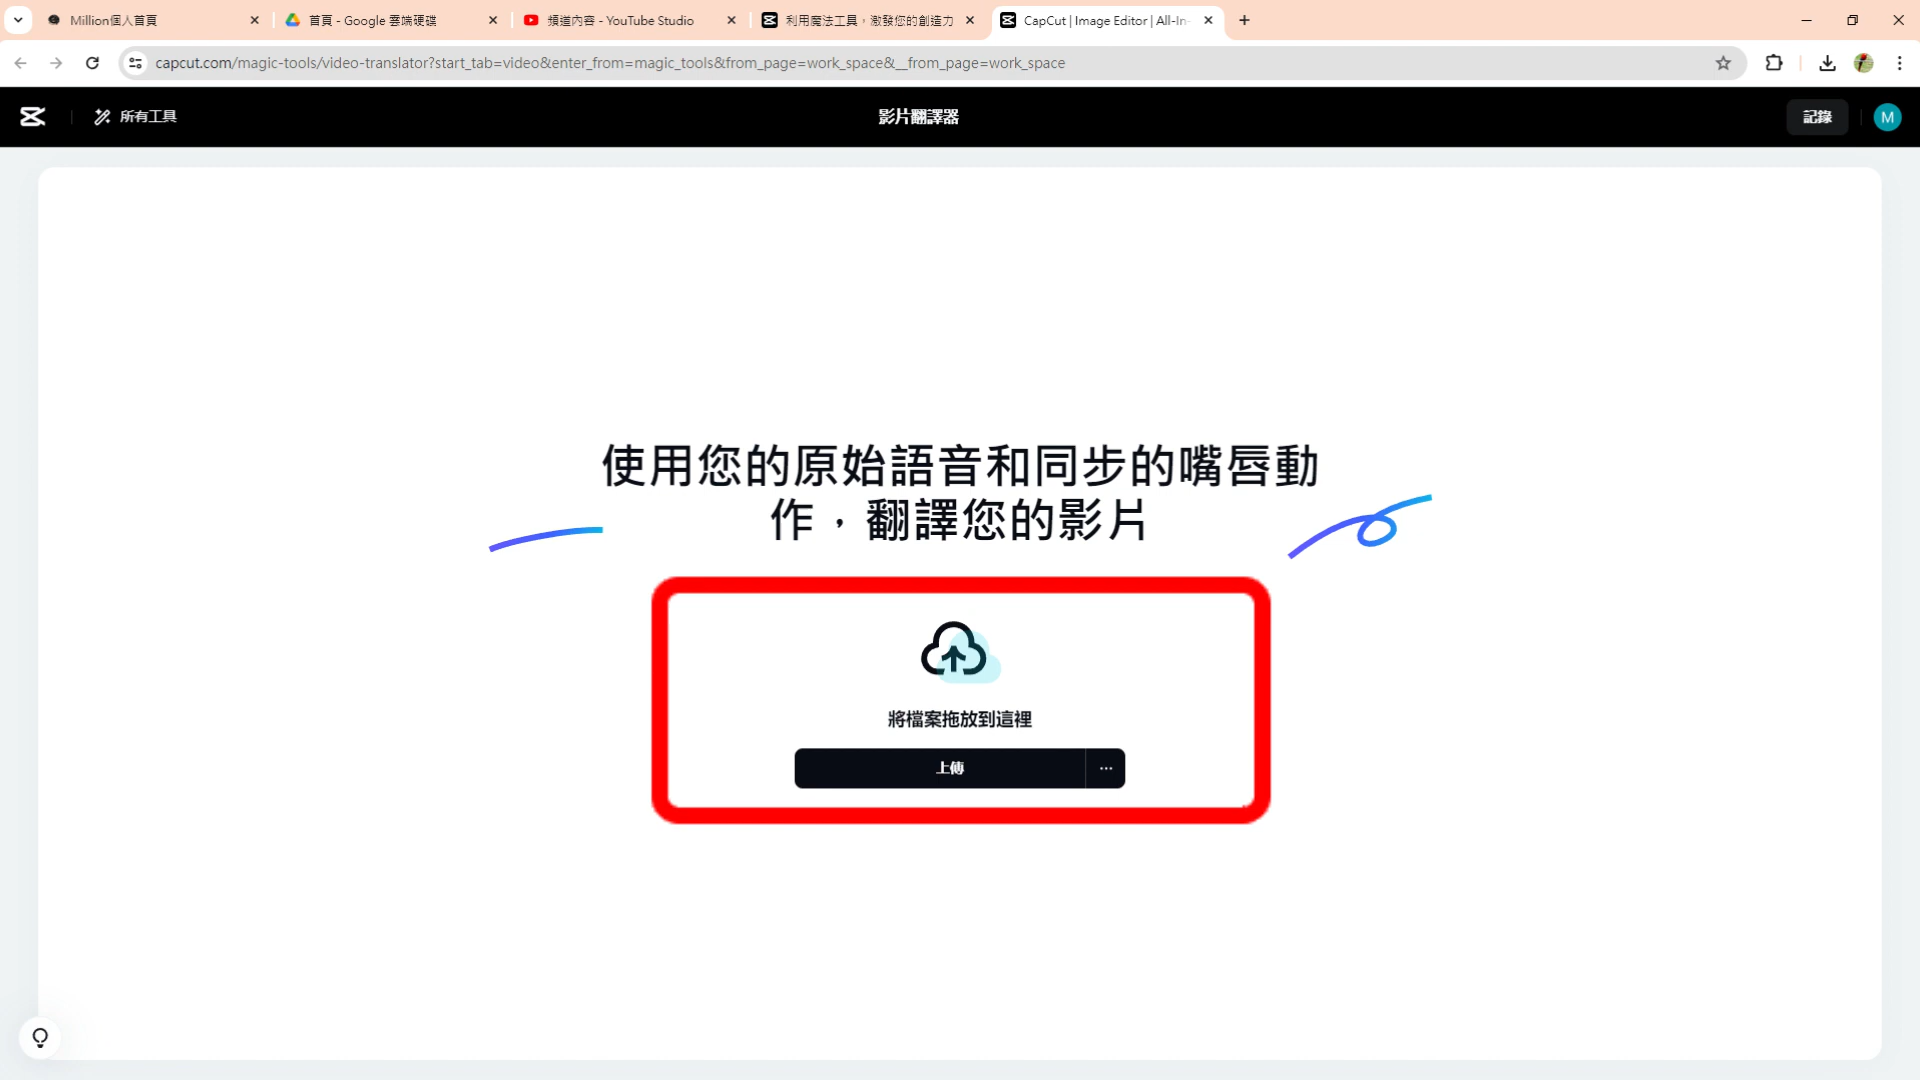 Million個人首頁
首頁 - Google 雲端硬碟
頻道內容 - YouTube Studio
利用魔法工具，激發您的創造力
CapCut | Image Editor | All-In-
capcut.com/magic-tools/video-translator?start_tab=video&enter_from=magic_tools&from_page=work_space&__from_page=work_space
所有工具
影片翻譯器
記錄
M
使用您的原始語音和同步的嘴唇動
作，翻譯您的影片
將檔案拖放到這裡
上傳